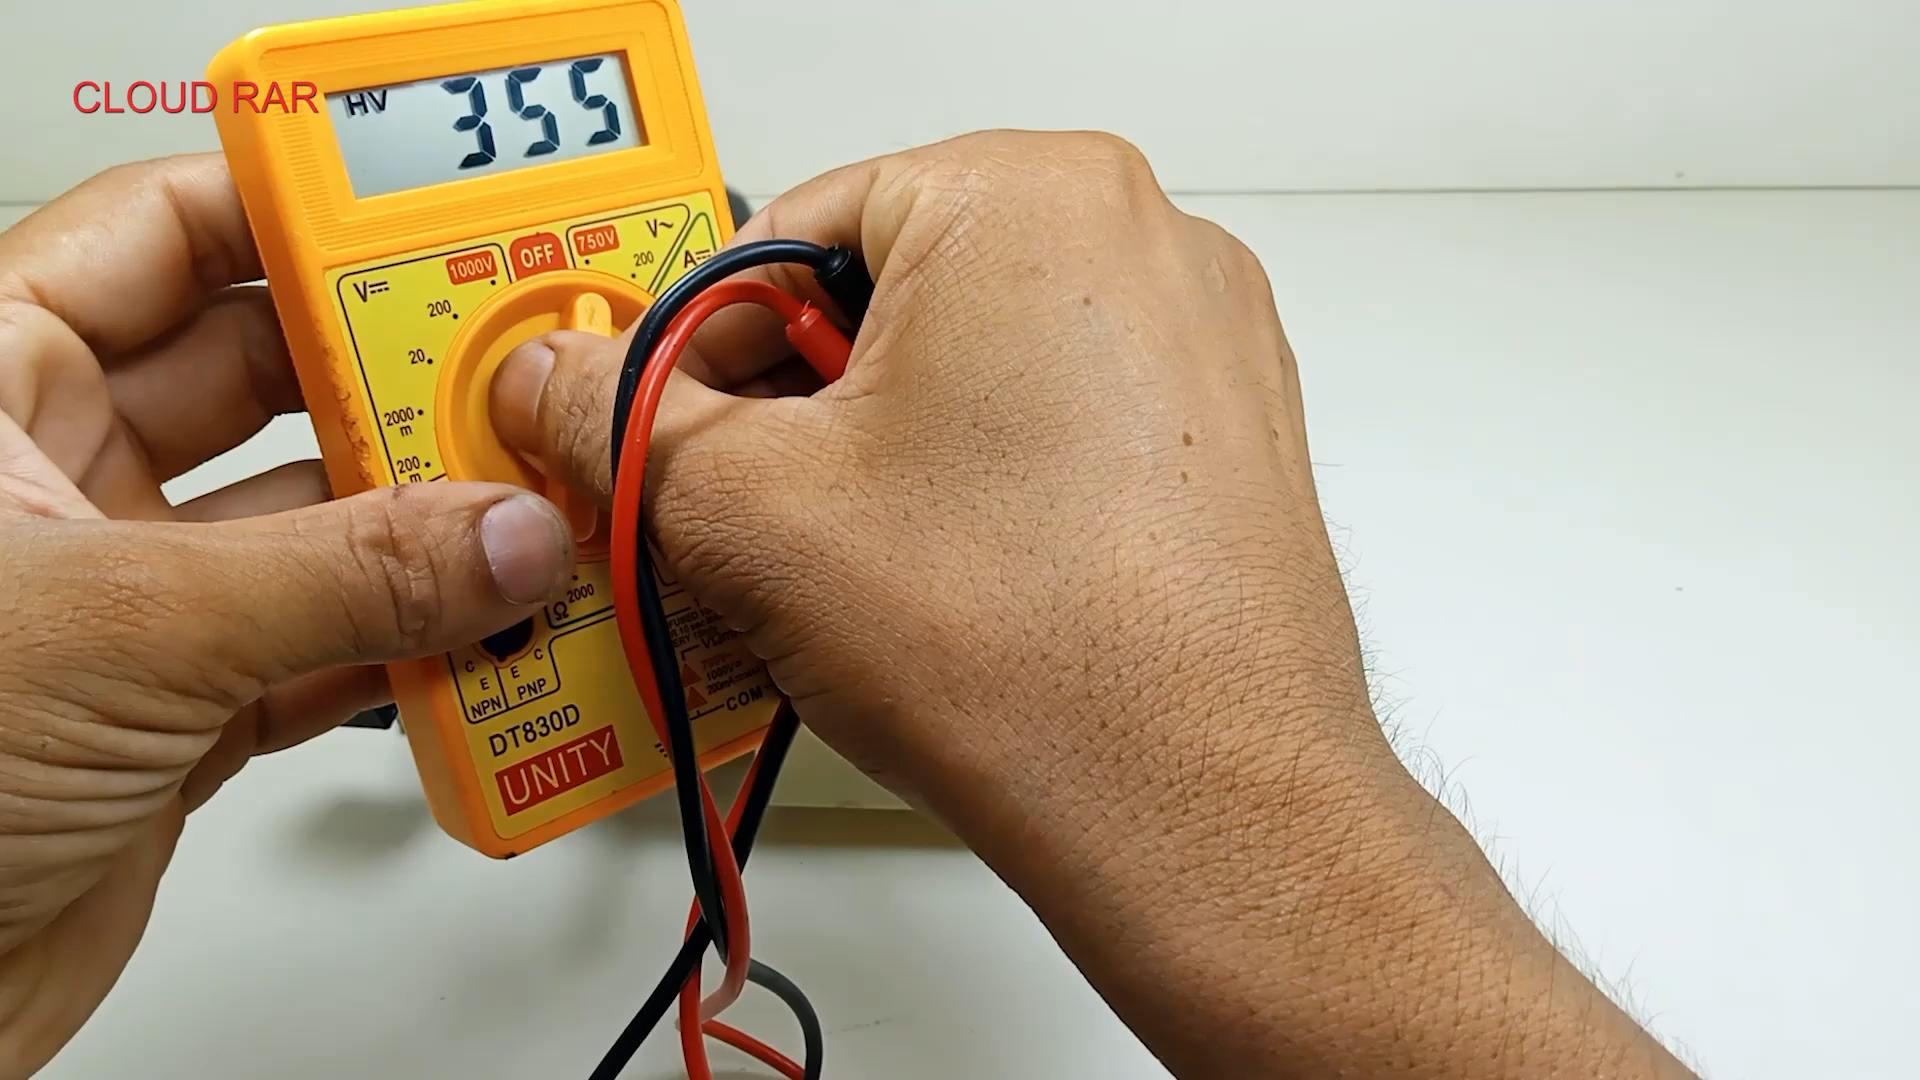 CLOUD RAR
HV 355
OFF
1000V
750V
V~
V⎓
200
200
A⎓
20
2000
m
200
m
Ω
2000
C
C
E
E
NPN
PNP
COM
DT830D
UNITY